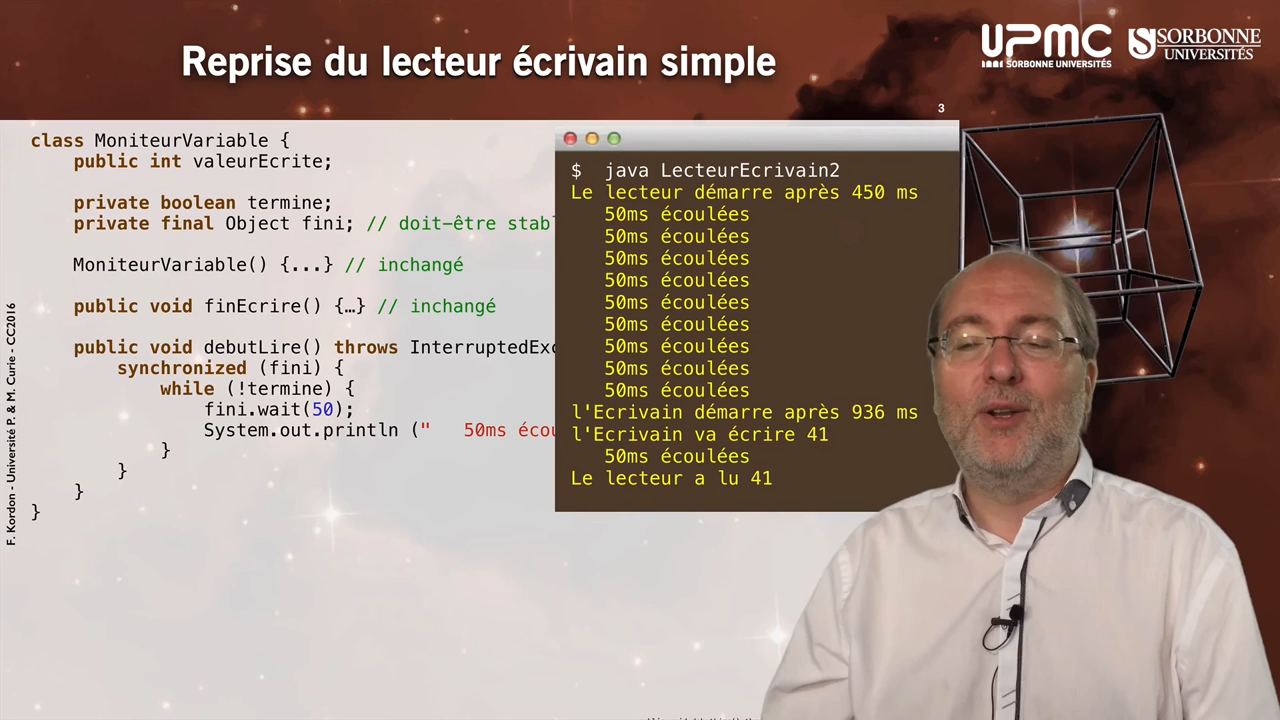 Reprise du lecteur écrivain simple
UPMC
SORBONNE UNIVERSITÉS
SORBONNE
UNIVERSITÉS
3
class MoniteurVariable {
public int valeurEcrite;
private boolean termine;
private final Object fini; // doit-être
MoniteurVariable() {...} // inchangé
public void finEcrire() {…} // inchangé
public void debutLire() throws
synchronized (fini) {
while (!termine) {
fini.wait(50);
System.out.println (" 50ms
}
}
}
}
$ java LecteurEcrivain2
Le lecteur démarre après 450 ms
50ms écoulées
50ms écoulées
50ms écoulées
50ms écoulées
50ms écoulées
50ms écoulées
50ms écoulées
50ms écoulées
50ms écoulées
l'Ecrivain démarre après 936 ms
l'Ecrivain va écrire 41
50ms écoulées
Le lecteur a lu 41
F. Kordon - Université P. & M. Curie - CC2016